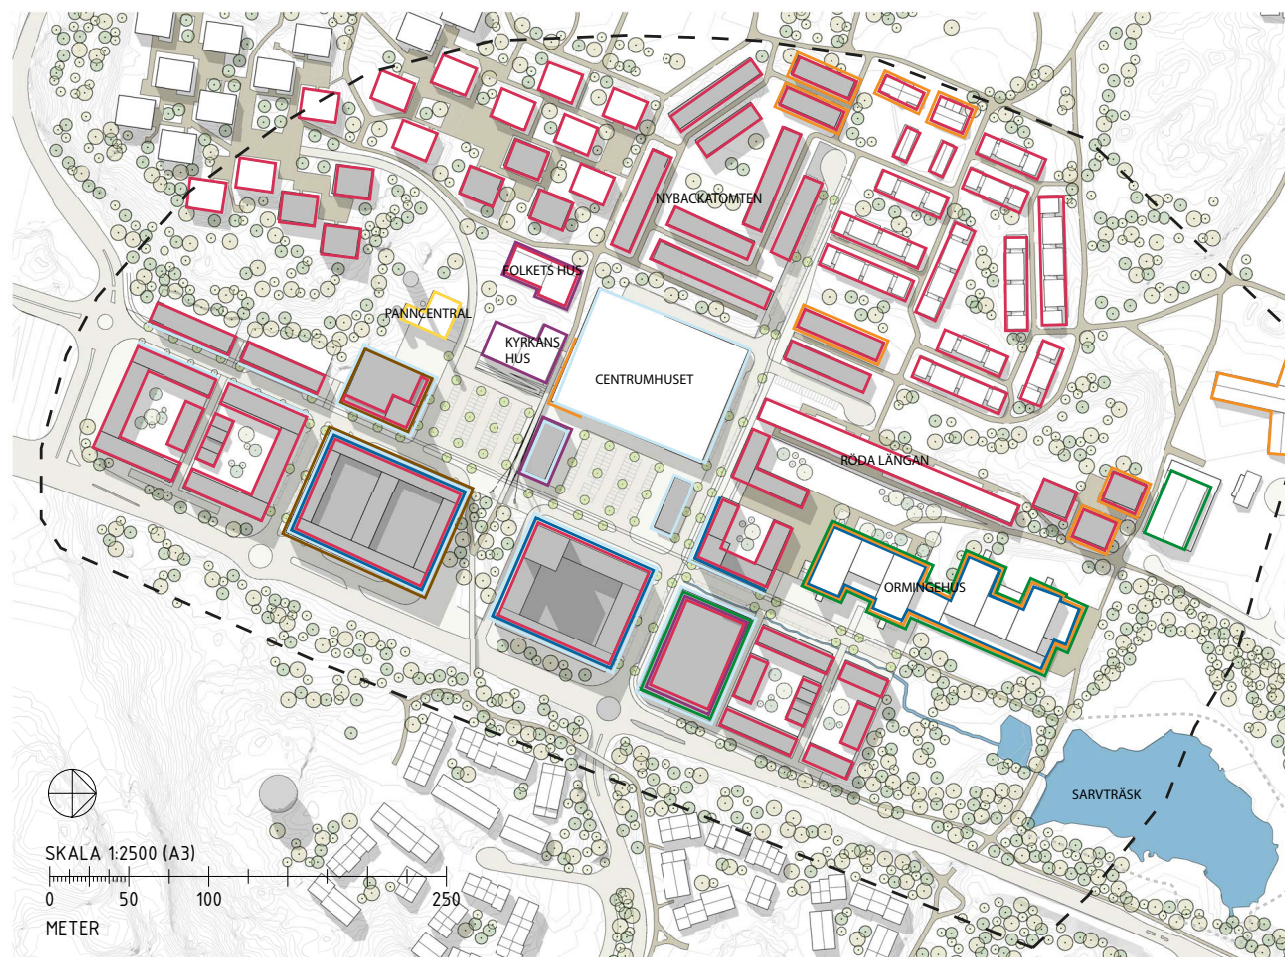 NYBACKATOMTEN
FOLKETS HUS
PANNCENTRAL
KYRKANS
HUS
CENTRUMHUSET
RÖDA LÄNGAN
ORMINGEHUS
SARVTRÄSK
SKALA 1:2500 (A3)
0 50 100 250
METER